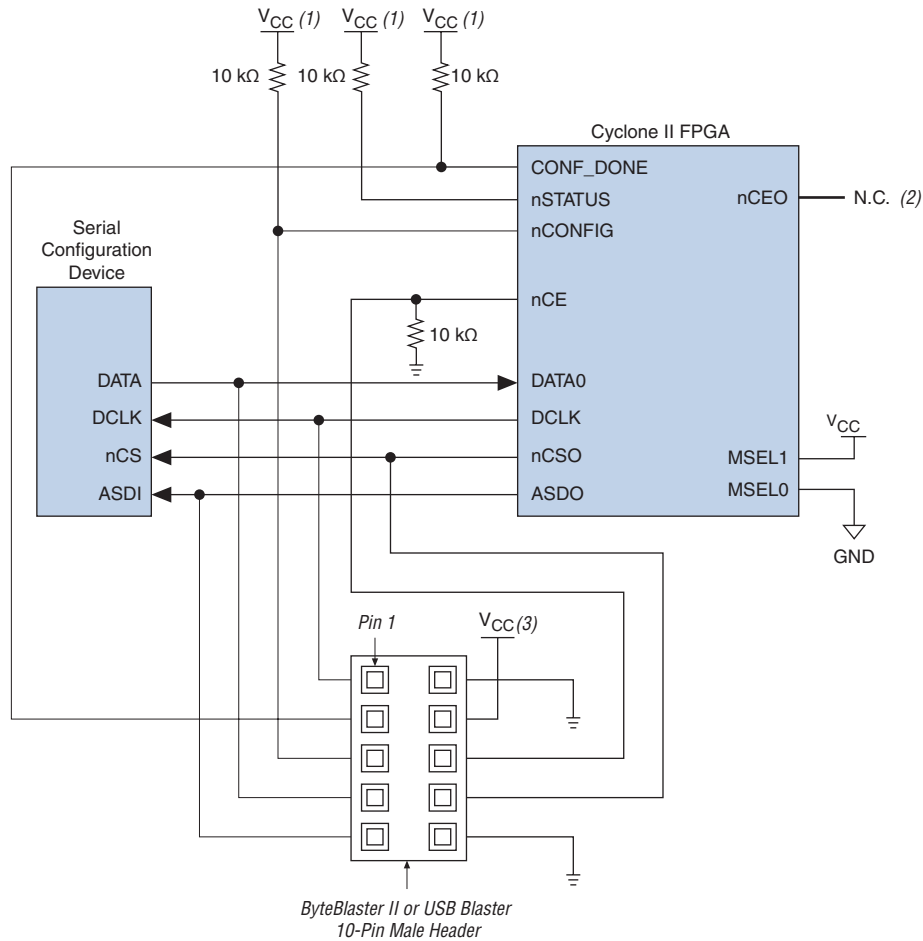 VCC (1) VCC (1) VCC (1)
10 kΩ 10 kΩ 10 kΩ
Cyclone II FPGA
CONF_DONE
nSTATUS
nCONFIG
nCE
nCEO
N.C. (2)
10 kΩ
Serial
Configuration
Device
DATA
DCLK
nCS
ASDI
DATA0
DCLK
nCSO
ASDO
MSEL1
MSEL0
VCC
GND
Pin 1
VCC (3)
ByteBlaster II or USB Blaster
10-Pin Male Header